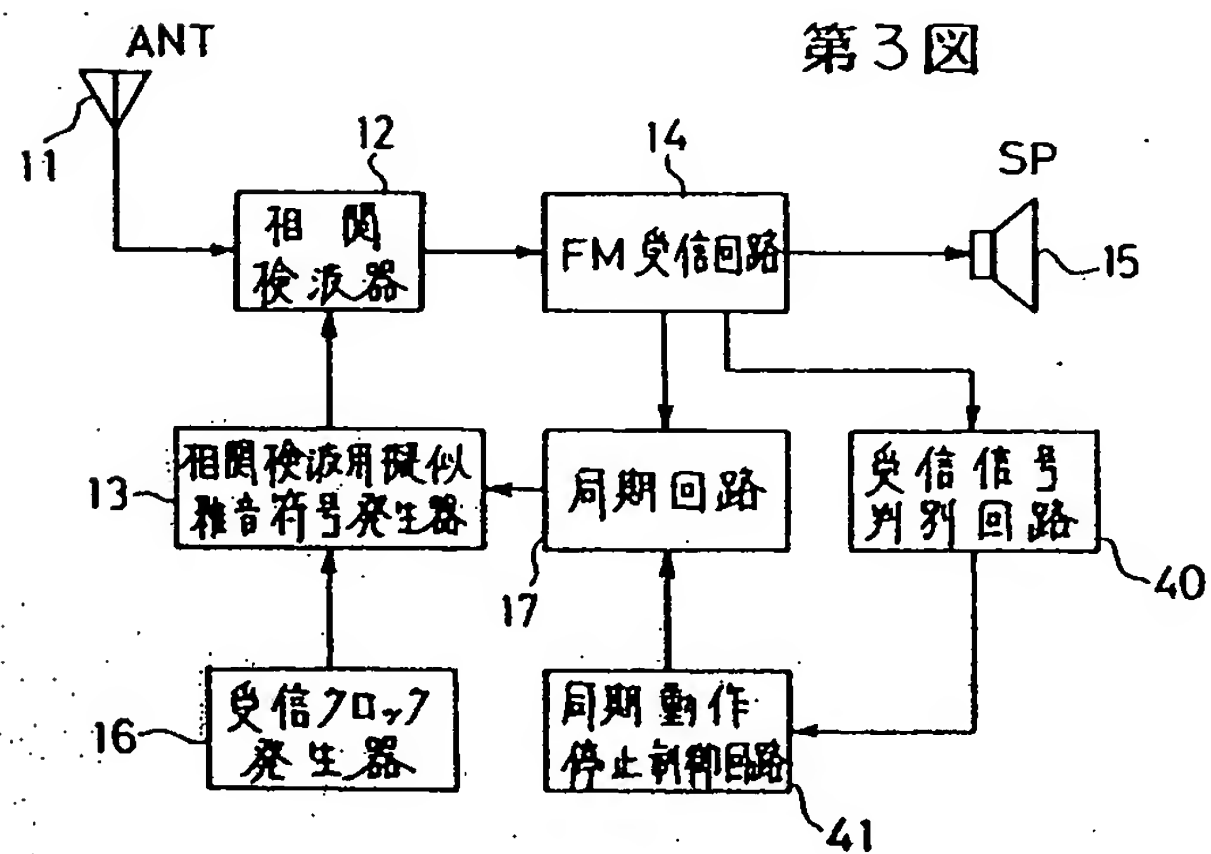 第3図
ANT
11
12
相関
検波器
14
FM受信回路
SP
15
13
相関検波用擬似
雑音符号発生器
同期回路
17
受信信号
判別回路
40
16
受信クロック
発生器
同期動作
停止制御回路
41